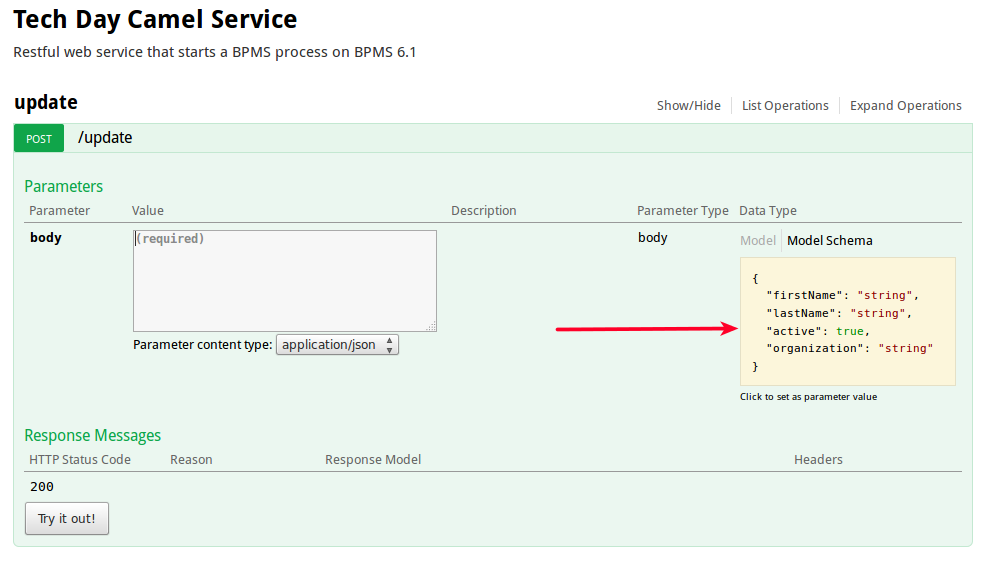 Tech Day Camel Service
Restful web service that starts a BPMS process on BPMS 6.1
update
Show/Hide List Operations Expand Operations
POST /update
Parameters
Parameter Value Description Parameter Type Data Type
body (required) body Model Model Schema
{
"firstName": "string",
"lastName": "string",
"active": true,
"organization": "string"
}
Parameter content type: application/json
Click to set as parameter value
Response Messages
HTTP Status Code Reason Response Model Headers
200
Try it out!